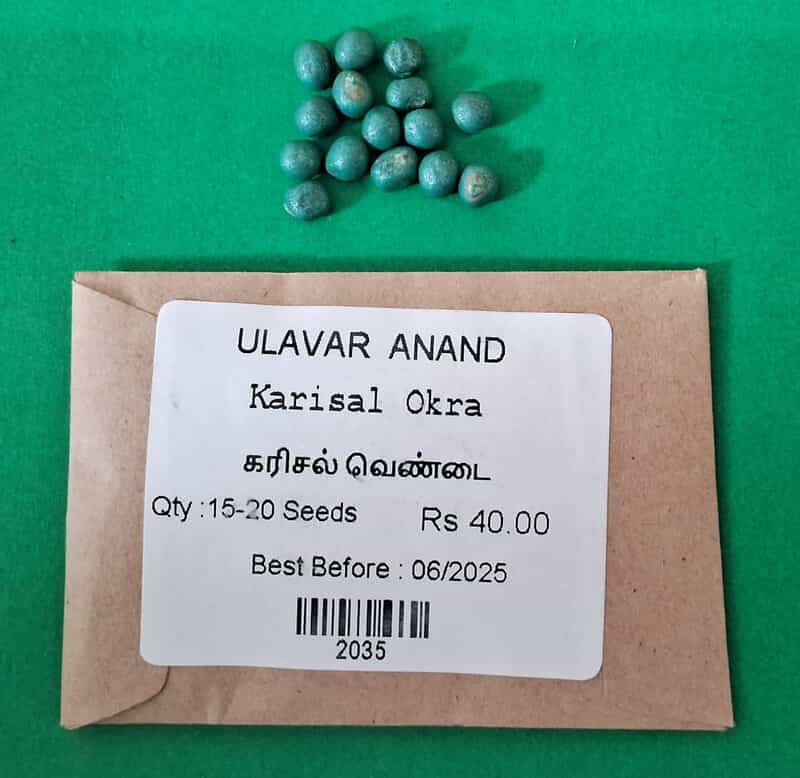 ULAVAR ANAND
Karisal Okra
கரிசல் வெண்டை
Qty :15-20 Seeds Rs 40.00
Best Before : 06/2025
2035